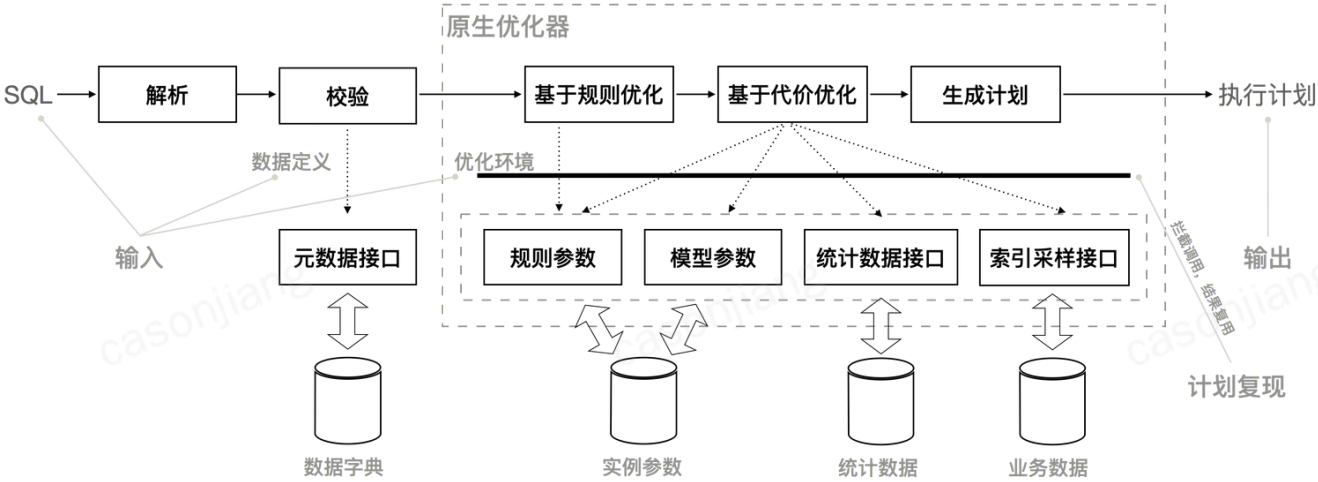 原生优化器
SQL
解析
校验
基于规则优化
基于代价优化
生成计划
执行计划
数据定义
优化环境
输入
元数据接口
规则参数
模型参数
统计数据接口
索引采样接口
拦截调用，结果复用
输出
计划复现
数据字典
实例参数
统计数据
业务数据
casonjiang
casonjiang
casonjiang